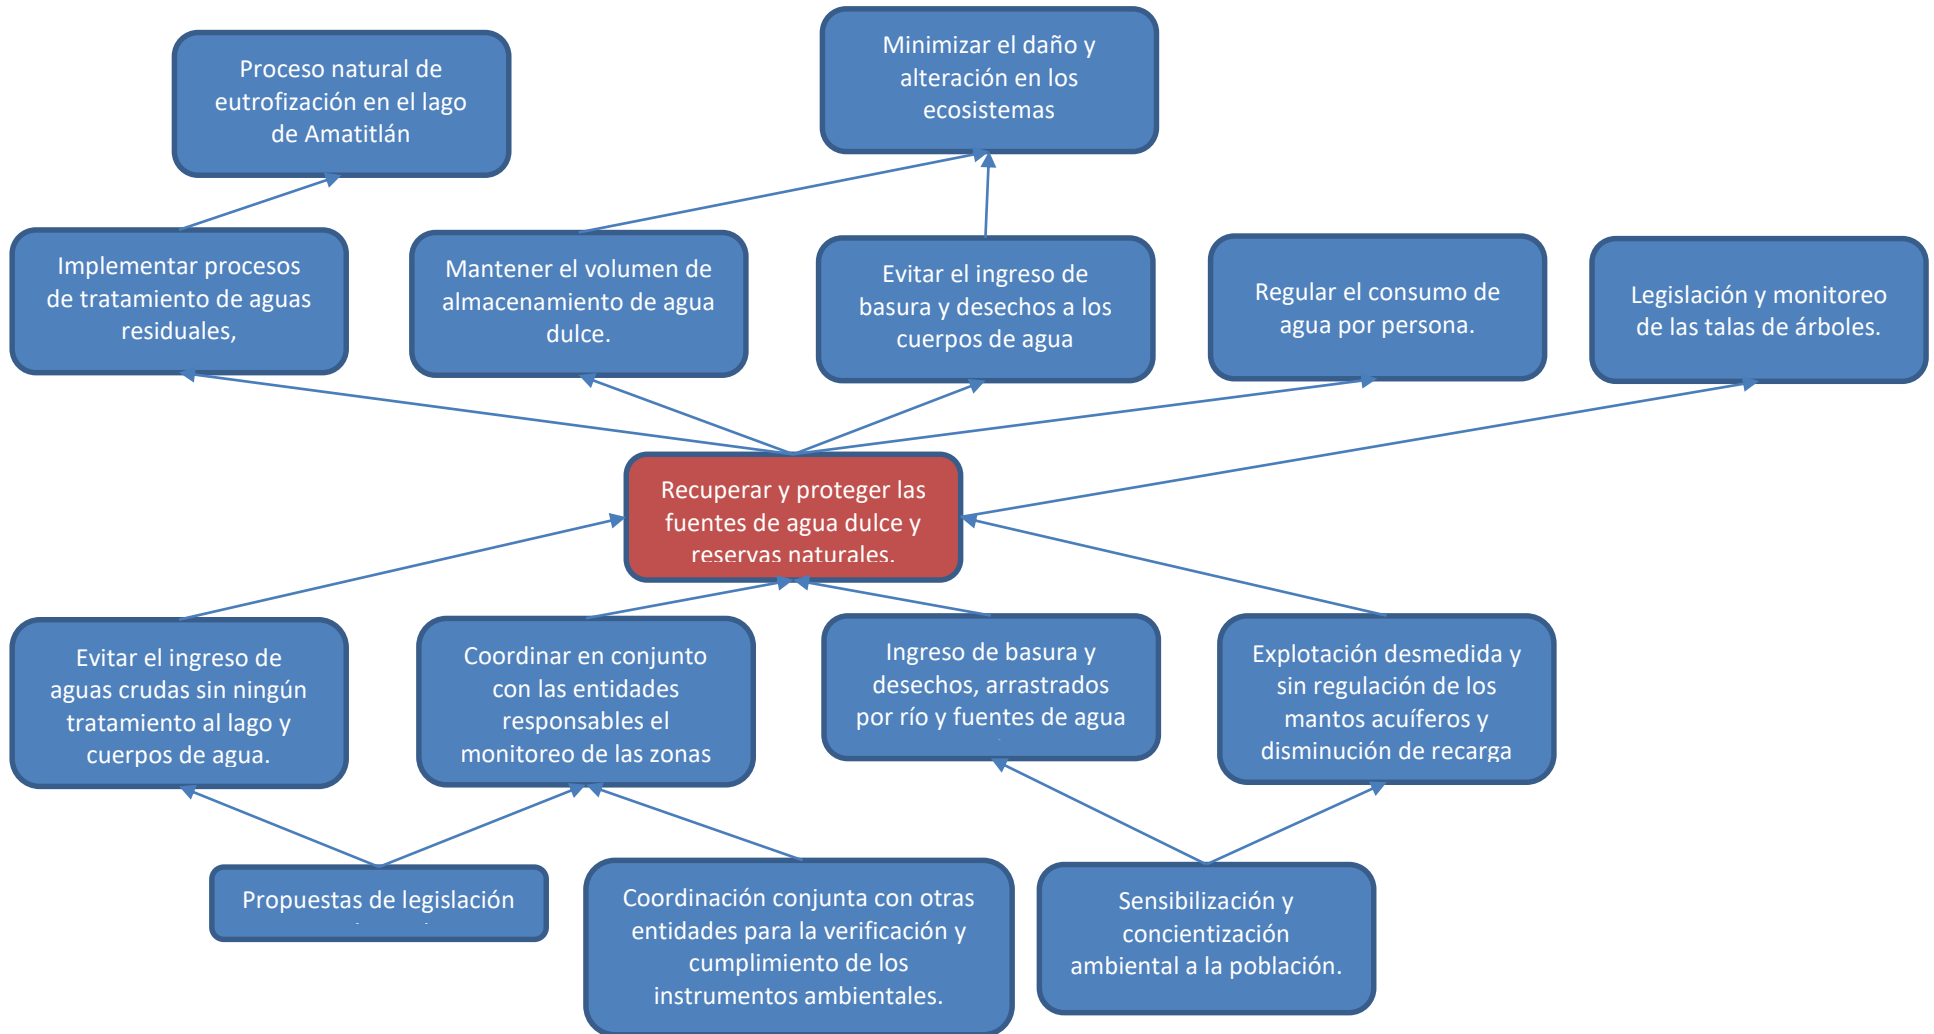 Proceso natural de
eutrofización en el lago
de Amatitlán
Minimizar el daño y
alteración en los
ecosistemas
Implementar procesos
de tratamiento de aguas
residuales,
Mantener el volumen de
almacenamiento de agua
dulce.
Evitar el ingreso de
basura y desechos a los
cuerpos de agua
Regular el consumo de
agua por persona.
Legislación y monitoreo
de las talas de árboles.
Recuperar y proteger las
fuentes de agua dulce y
reservas naturales.
Evitar el ingreso de
aguas crudas sin ningún
tratamiento al lago y
cuerpos de agua.
Coordinar en conjunto
con las entidades
responsables el
monitoreo de las zonas
Ingreso de basura y
desechos, arrastrados
por río y fuentes de agua
Explotación desmedida y
sin regulación de los
mantos acuíferos y
disminución de recarga
Propuestas de legislación
Coordinación conjunta con otras
entidades para la verificación y
cumplimiento de los
instrumentos ambientales.
Sensibilización y
concientización
ambiental a la población.